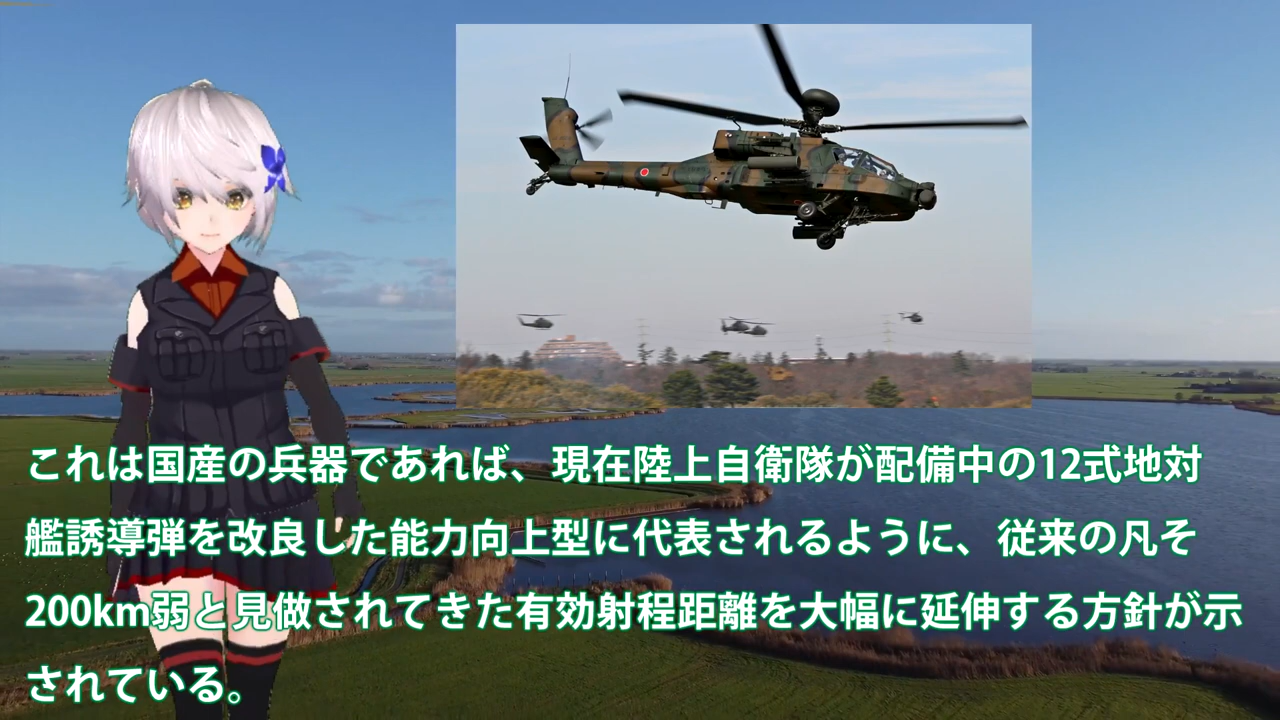 これは国産の兵器であれば、現在陸上自衛隊が配備中の12式地対
艦誘導弾を改良した能力向上型に代表されるように、従来の凡そ
200km弱と見做されてきた有効射程距離を大幅に延伸する方針が示
されている。